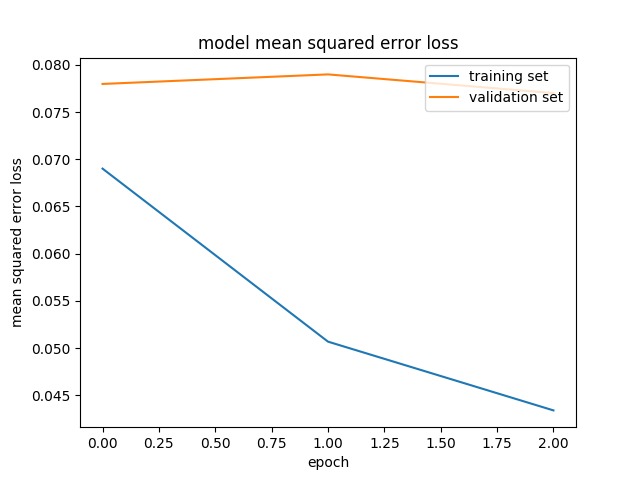 model mean squared error loss
training set
validation set
mean squared error loss
0.080
0.075
0.070
0.065
0.060
0.055
0.050
0.045
0.00 0.25 0.50 0.75 1.00 1.25 1.50 1.75 2.00
epoch